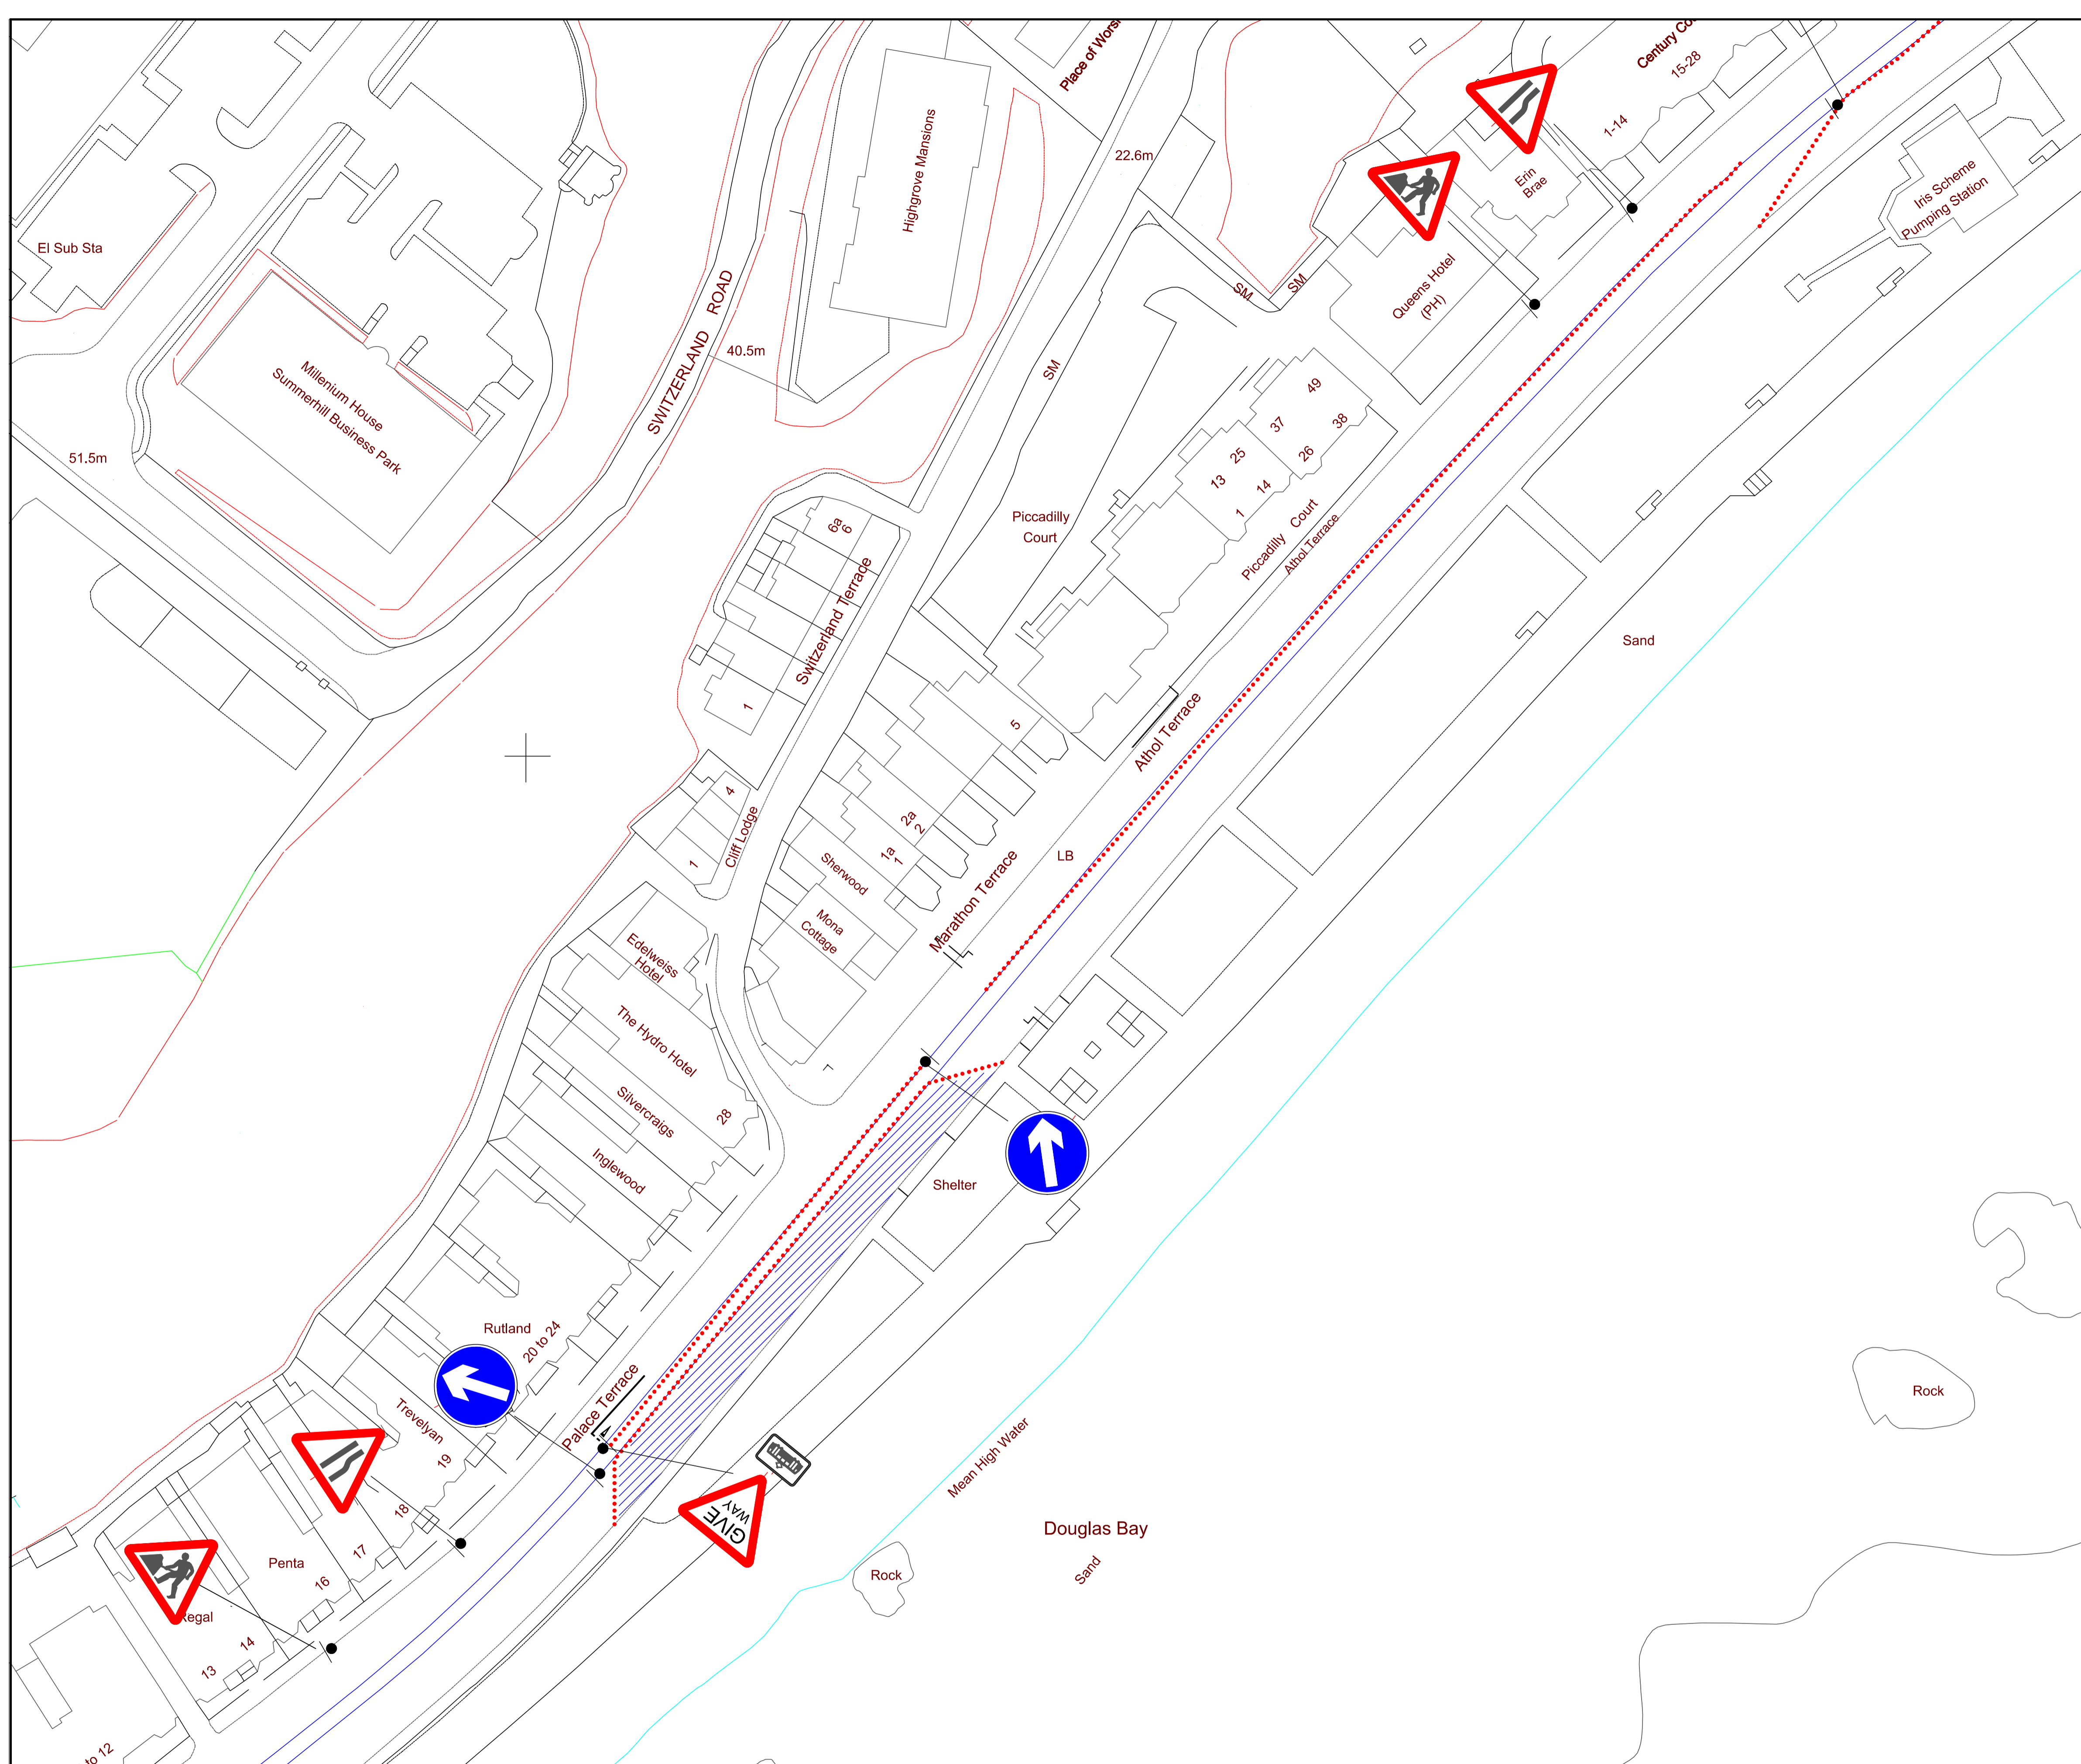 Place of Wors
Century Co
15-28
1-14
Highgrove Mansions
22.6m
Iris Scheme
Pumping Station
Erin
Brae
El Sub Sta
SWITZERLAND ROAD
SM
SM
Queens Hotel
(PH)
40.5m
SM
Millenium House
Summerhill Business Park
51.5m
49
37
38
25
26
13
14
1
Piccadilly
Court
Piccadilly Court
Athol Terrace
6a
6
Switzerland Terrace
1
Sand
5
Athol Terrace
4
Cliff Lodge
1
2a
2
1a
1
LB
Sherwood
Marathon Terrace
Mona
Cottage
Edelweiss
Hotel
The Hydro Hotel
Silvercraigs
28
Inglewood
Shelter
Rutland
20 to 24
Palace Terrace
Trevelyan
19
18
17
Penta
16
Regal
14
13
to 12
GIVE
WAY
Mean High Water
Douglas Bay
Sand
Rock
Rock